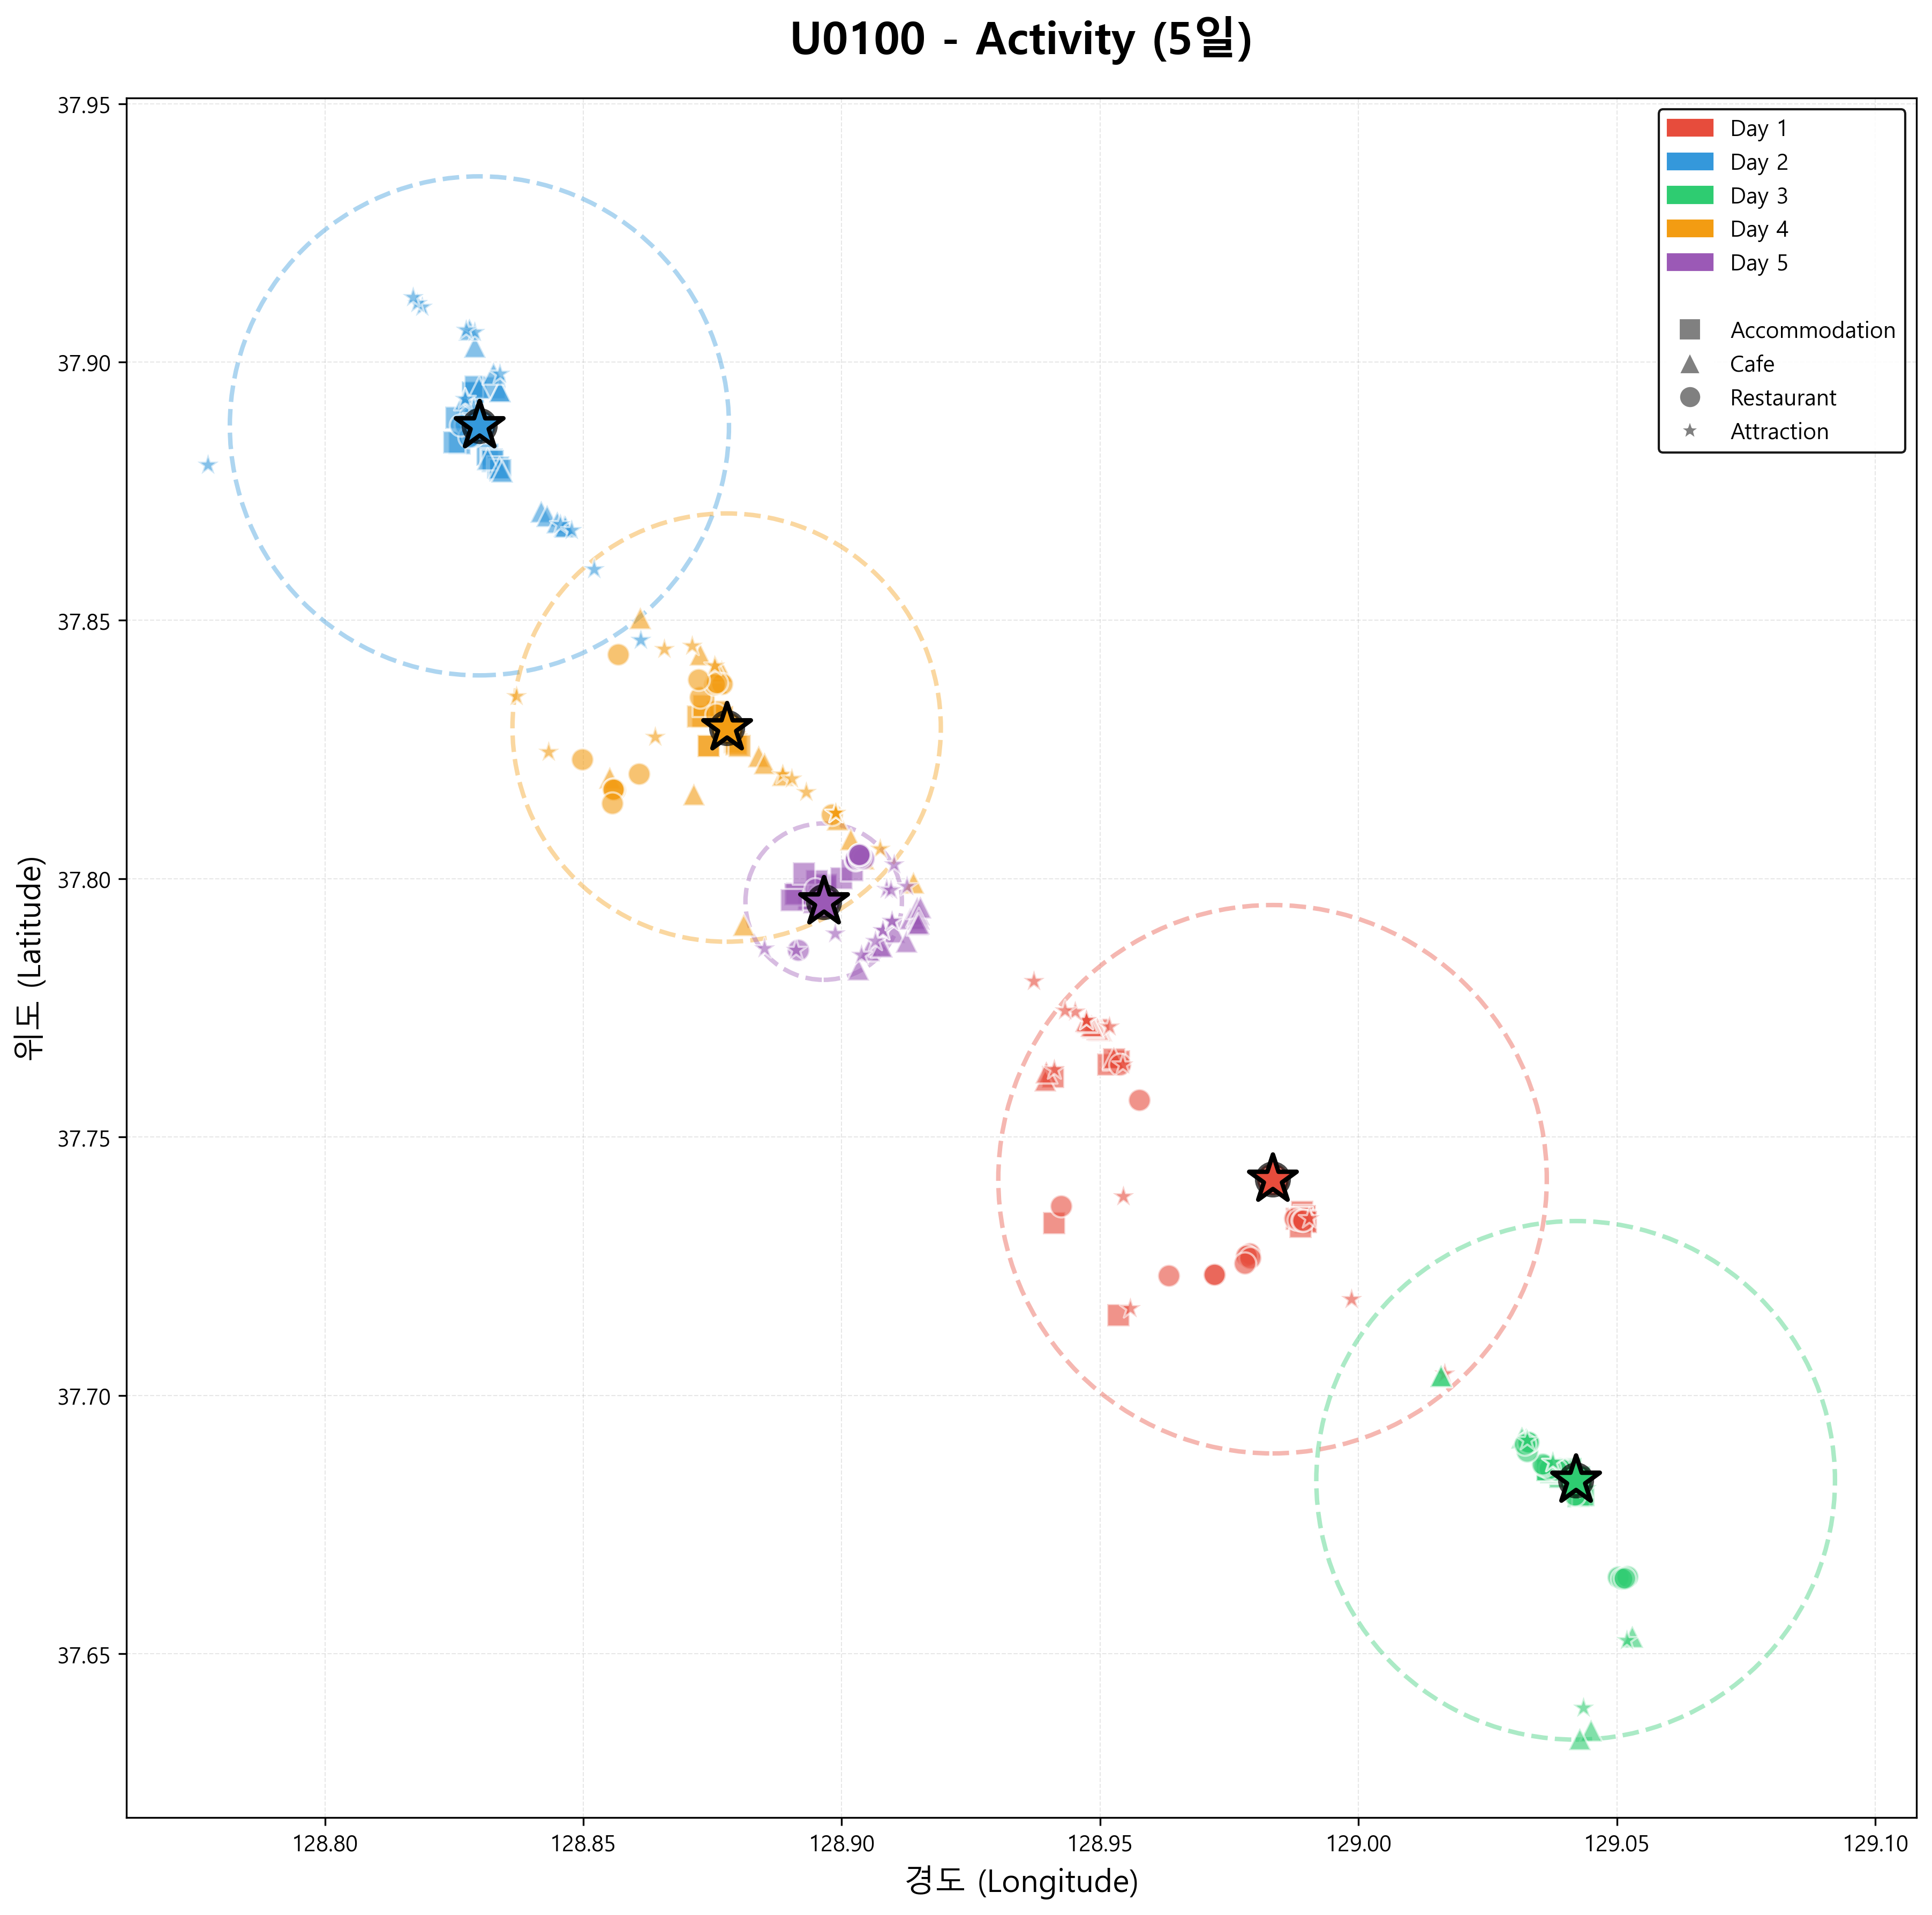 U0100 - Activity (5일)
37.95
37.90
37.85
37.80
37.75
37.70
37.65
위도 (Latitude)
Day 1
Day 2
Day 3
Day 4
Day 5
Accommodation
Cafe
Restaurant
Attraction
128.80 128.85 128.90 128.95 129.00 129.05 129.10
경도 (Longitude)